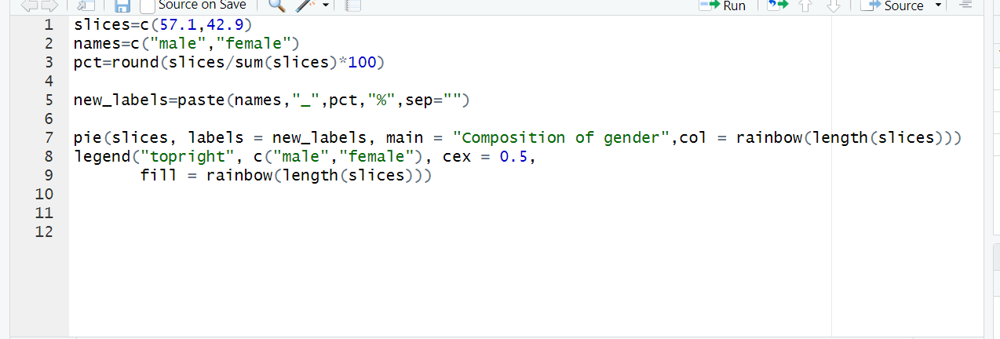 Source on Save Run Source
1 slices=c(57.1,42.9)
2 names=c("male","female")
3 pct=round(slices/sum(slices)*100)
4
5 new_labels=paste(names,"_",pct,"%",sep="")
6
7 pie(slices, labels = new_labels, main = "Composition of gender",col = rainbow(length(slices)))
8 legend("topright", c("male","female"), cex = 0.5,
9 fill = rainbow(length(slices)))
10
11
12